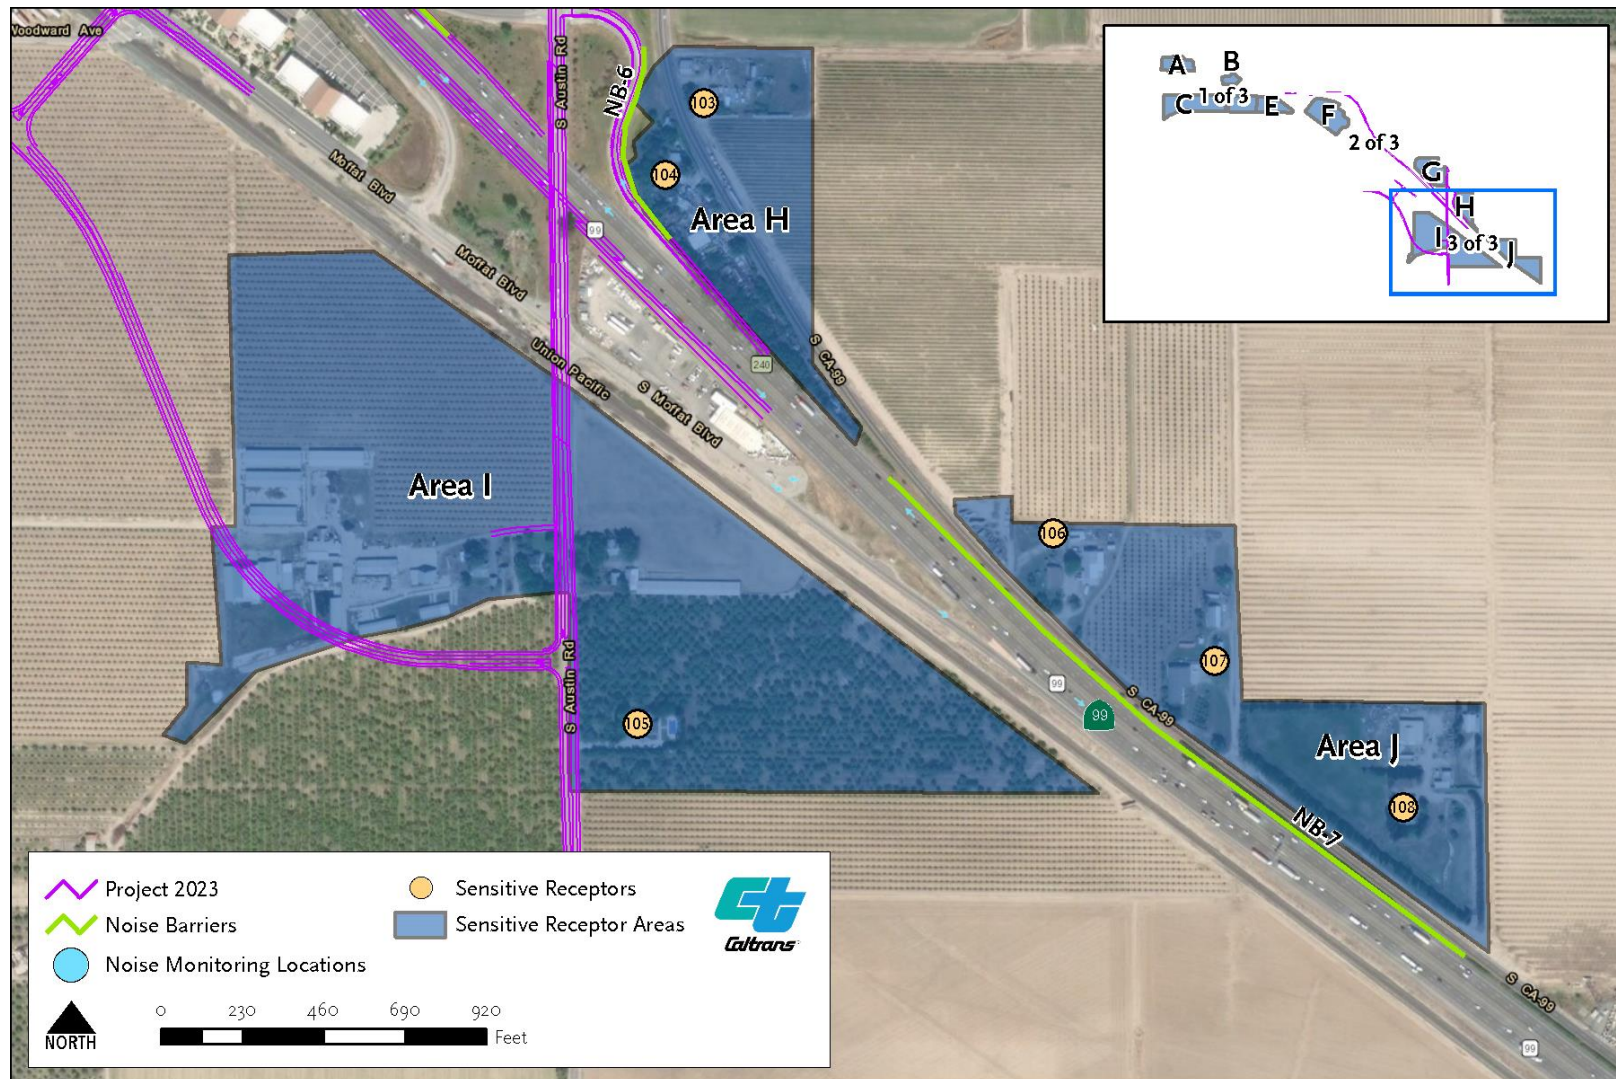 Woodward Ave
S Austin Rd
NB-6
103
104
Area H
Moffat Blvd
99
Moffat Blvd
Union Pacific
S Moffat Blvd
240
S CA-99
Area I
106
107
105
S Austin Rd
99
99
S CA-99
Area J
108
NB-7
S CA-99
99
A
B
1 of 3
C
E
F
2 of 3
G
H
I
3 of 3
J
Project 2023
Noise Barriers
Noise Monitoring Locations
Sensitive Receptors
Sensitive Receptor Areas
Caltrans
NORTH
0 230 460 690 920
Feet